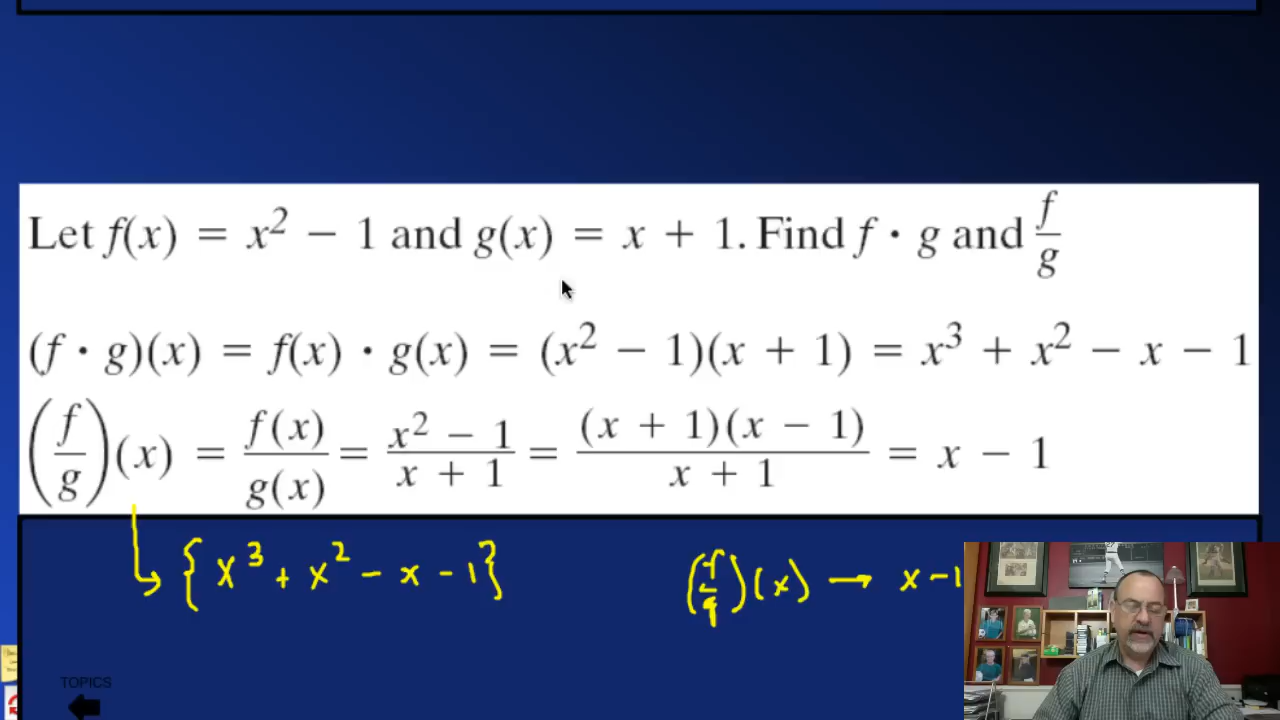 Let f(x) = x² − 1 and g(x) = x + 1. Find f · g and f/g
(f · g)(x) = f(x) · g(x) = (x² − 1)(x + 1) = x³ + x² − x − 1
(f/g)(x) = f(x)/g(x) = x² − 1/x + 1 = (x + 1)(x − 1)/x + 1 = x − 1
{x³ + x² − x − 1} (f/g)(x) → x − 1
TOPICS